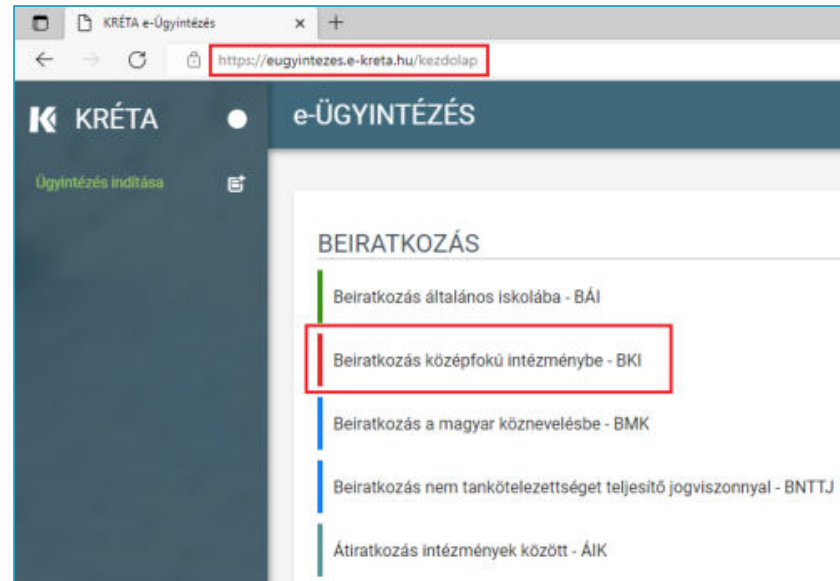 KRÉTA e-Ügyintézés
https://eugyintezes.e-kreta.hu/kezdolap
KRÉTA
e-ÜGYINTÉZÉS
Ügyintézés indítása
BEIRATKOZÁS
Beiratkozás általános iskolába - BÁI
Beiratkozás középfokú intézménybe - BKI
Beiratkozás a magyar köznevelésbe - BMK
Beiratkozás nem tankötelezettséget teljesítő jogviszonnyal - BNTTJ
Átiratkozás intézmények között - ÁIK